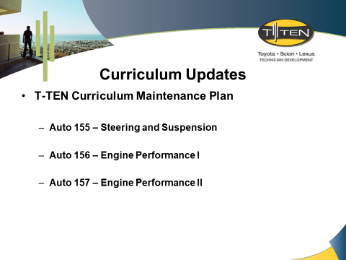 T TEN
Toyota • Scion • Lexus
TECHNICIAN DEVELOPMENT
Curriculum Updates
• T-TEN Curriculum Maintenance Plan
– Auto 155 – Steering and Suspension
– Auto 156 – Engine Performance I
– Auto 157 – Engine Performance II